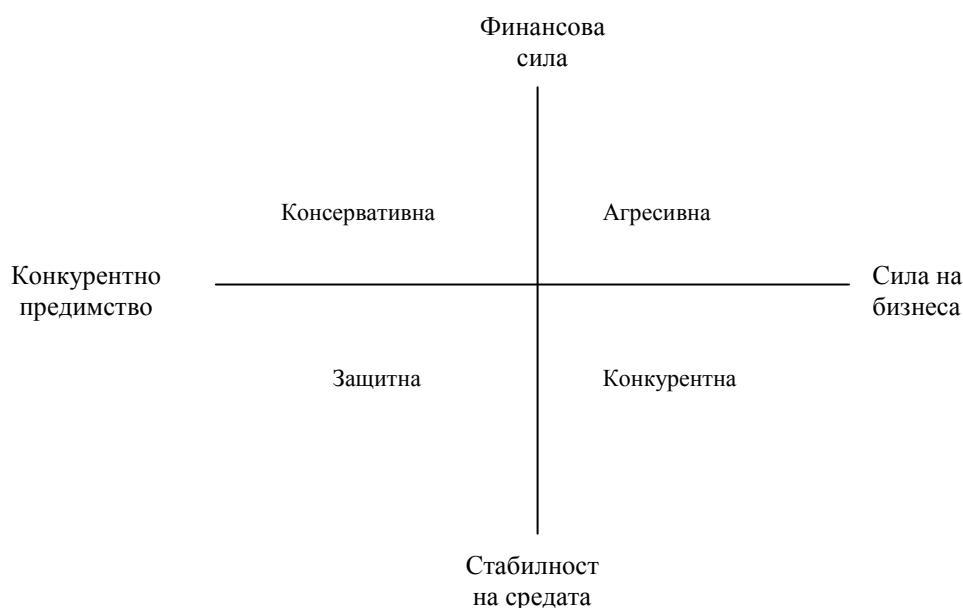 Финансова
сила
Консервативна
Агресивна
Конкурентно
предимство
Сила на
бизнеса
Защитна
Конкурентна
Стабилност
на средата